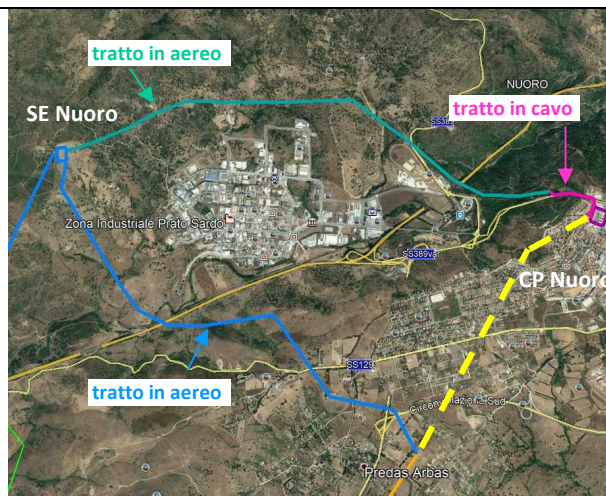 tratto in aereo
NUORO
tratto in cavo
SE Nuoro
SS389
Zona Industriale Prato Sardo
SS389var
CP Nuoro
SS129
tratto in aereo
Circonvallazione Sud
Predas Arbas